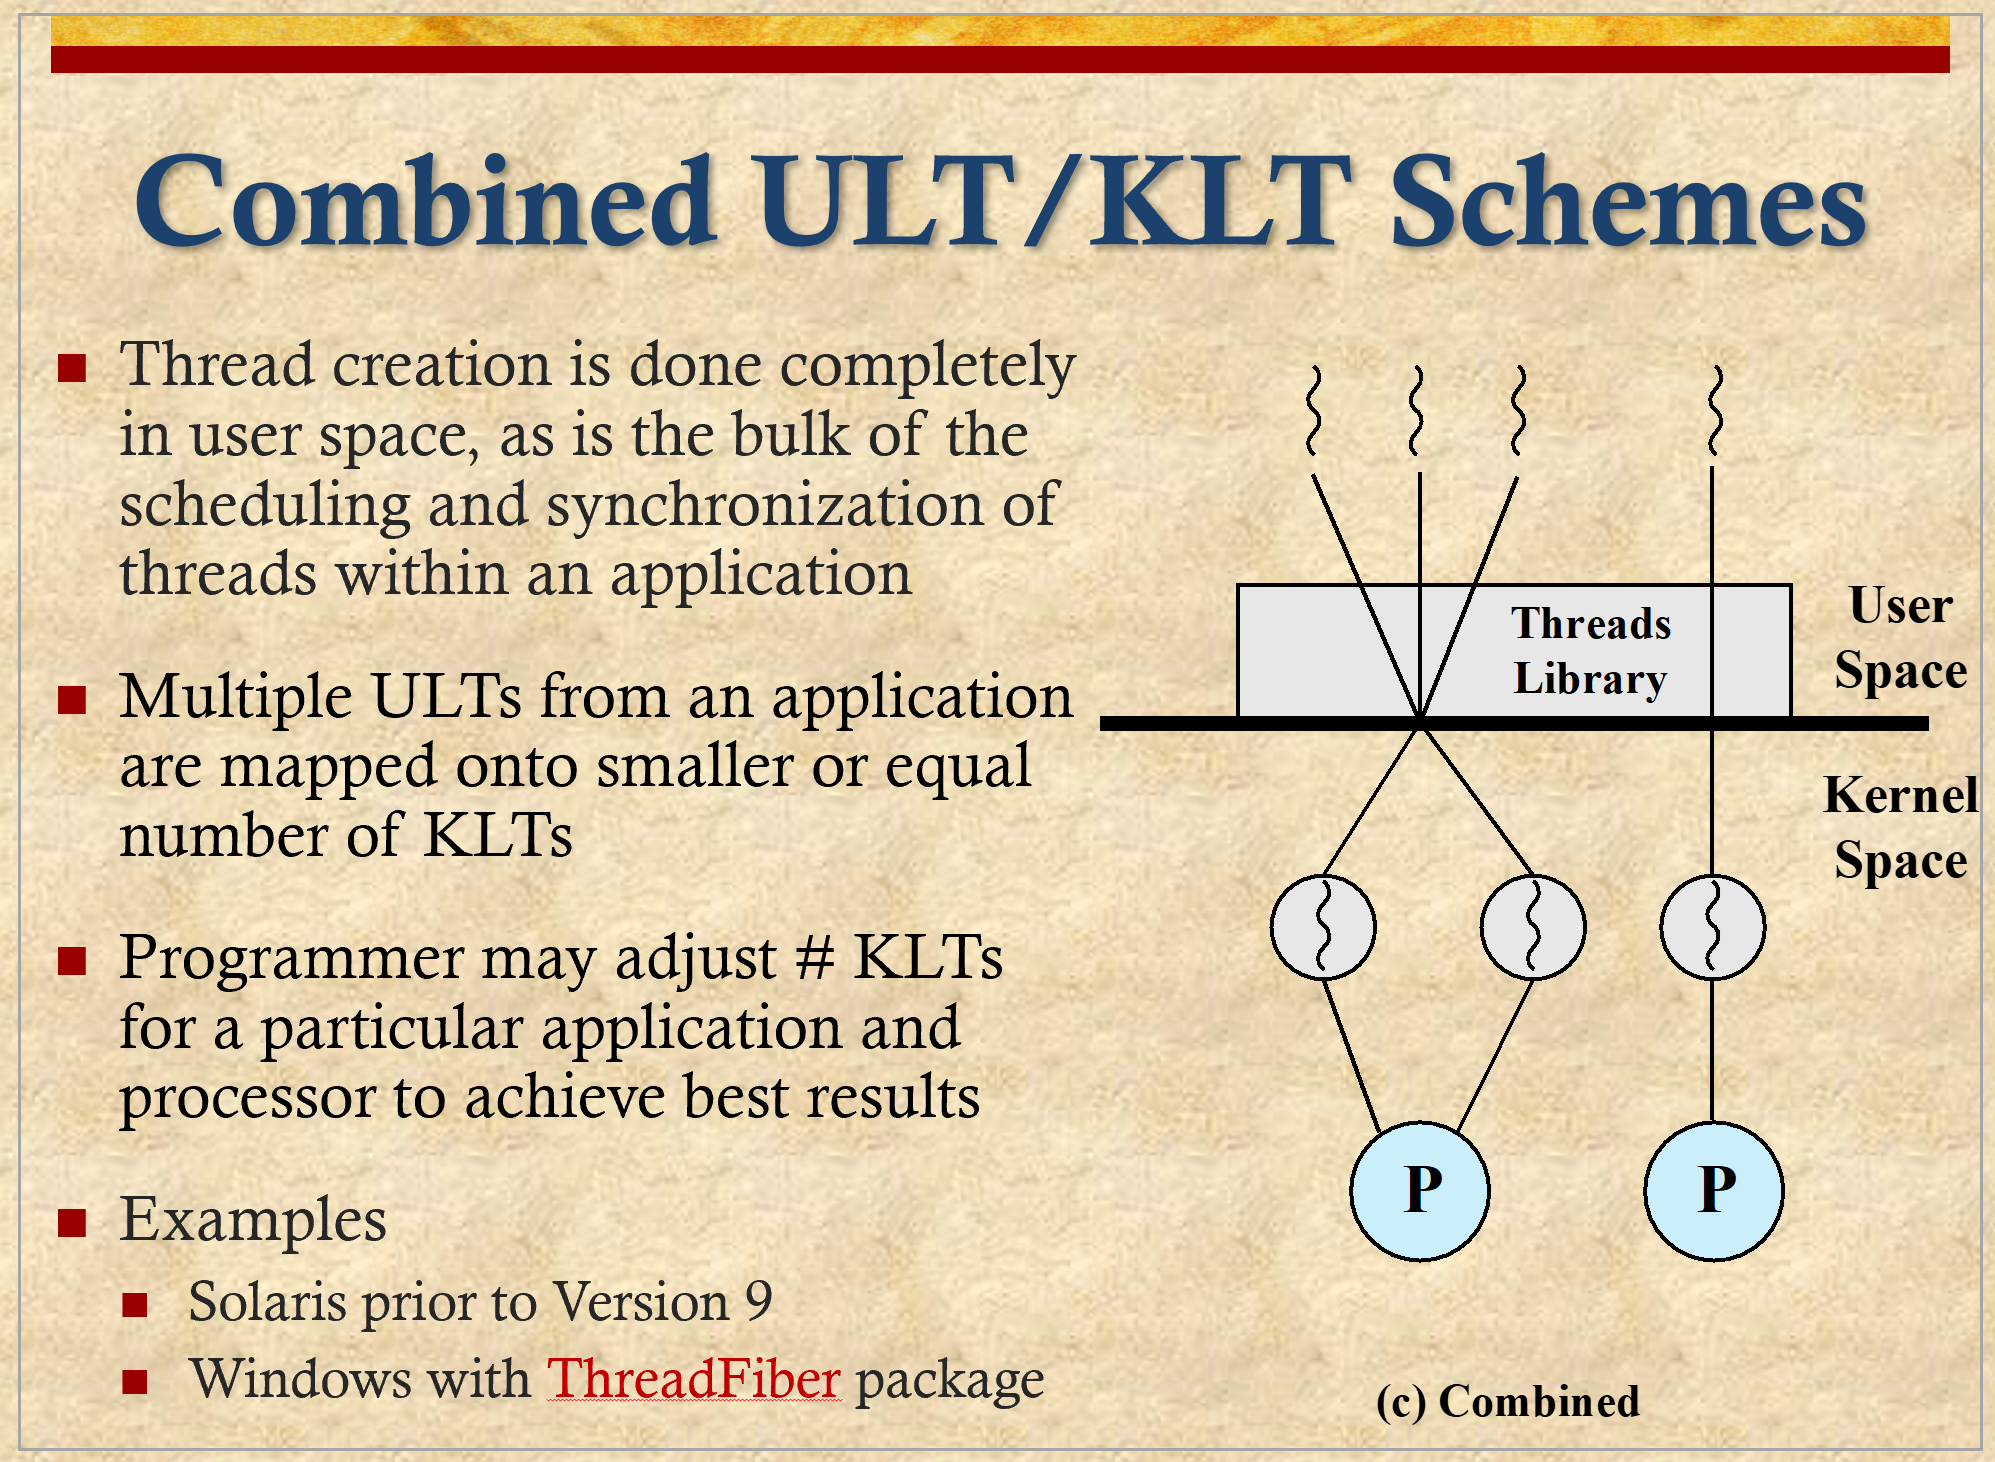 Combined ULT/KLT Schemes
Thread creation is done completely
in user space, as is the bulk of the
scheduling and synchronization of
threads within an application
Multiple ULTs from an application
are mapped onto smaller or equal
number of KLTs
Programmer may adjust # KLTs
for a particular application and
processor to achieve best results
Examples
Solaris prior to Version 9
Windows with ThreadFiber package
Threads
Library
User
Space
Kernel
Space
P
P
(c) Combined